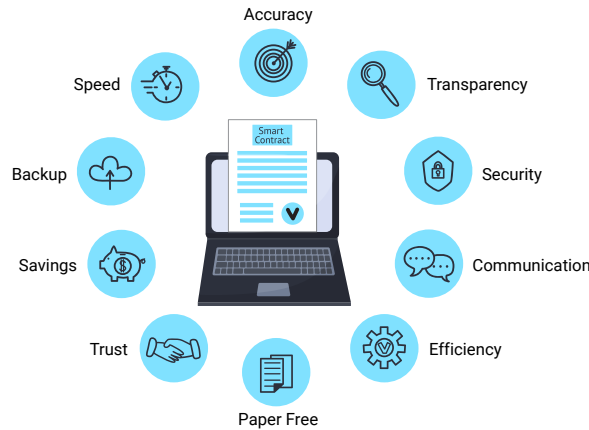 Accuracy
Speed
Transparency
Smart
Contract
Backup
Security
Savings
Communication
Trust
Efficiency
Paper Free